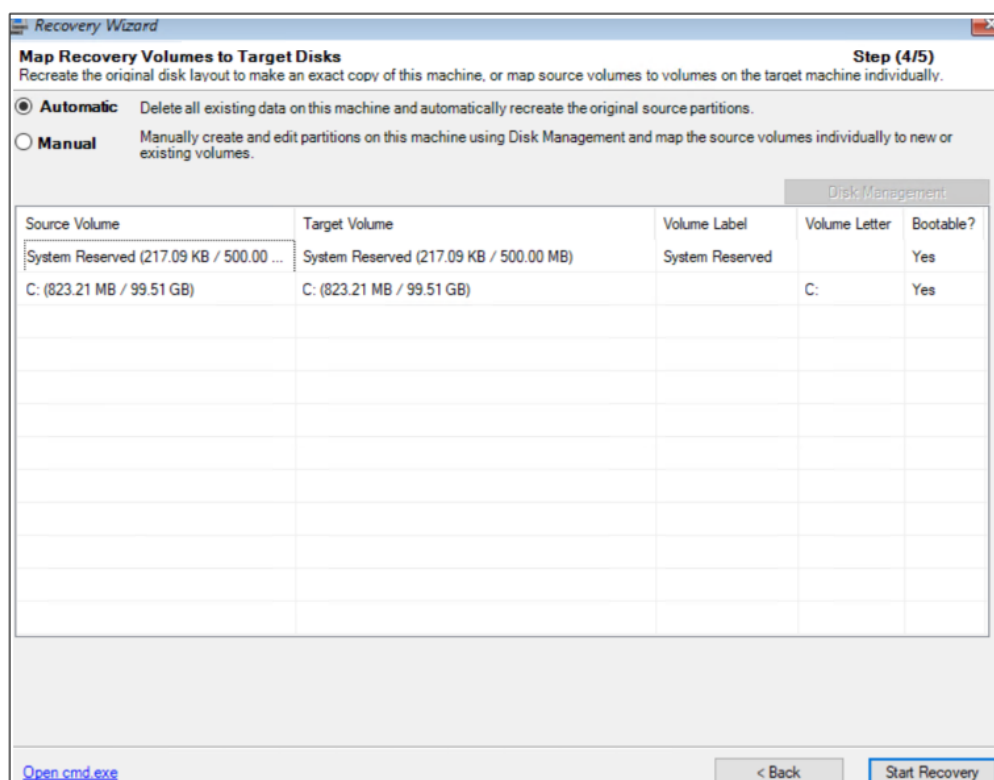 Recovery Wizard
Map Recovery Volumes to Target Disks Step (4/5)
Recreate the original disk layout to make an exact copy of this machine, or map source volumes to volumes on the target machine individually.
Automatic Delete all existing data on this machine and automatically recreate the original source partitions.
Manual Manually create and edit partitions on this machine using Disk Management and map the source volumes individually to new or
existing volumes.
Disk Management
Source Volume Target Volume Volume Label Volume Letter Bootable?
System Reserved (217.09 KB / 500.00 ... System Reserved (217.09 KB / 500.00 MB) System Reserved Yes
C: (823.21 MB / 99.51 GB) C: (823.21 MB / 99.51 GB) C: Yes
Open cmd.exe < Back Start Recovery